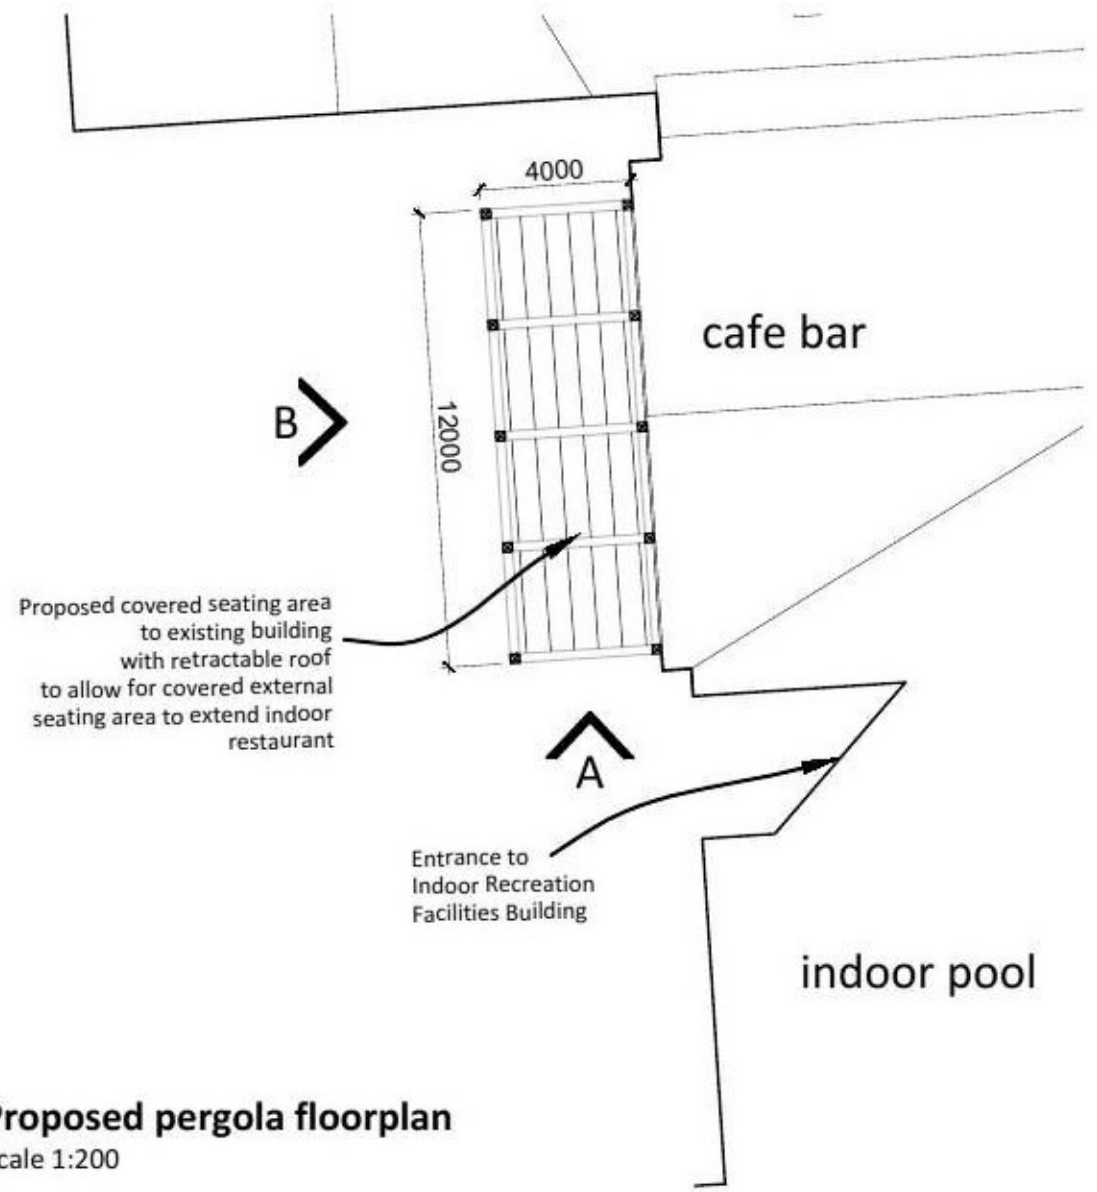 4000
cafe bar
B
12000
Proposed covered seating area
to existing building
with retractable roof
to allow for covered external
seating area to extend indoor
restaurant
A
Entrance to
Indoor Recreation
Facilities Building
indoor pool
roposed pergola floorplan
cale 1:200